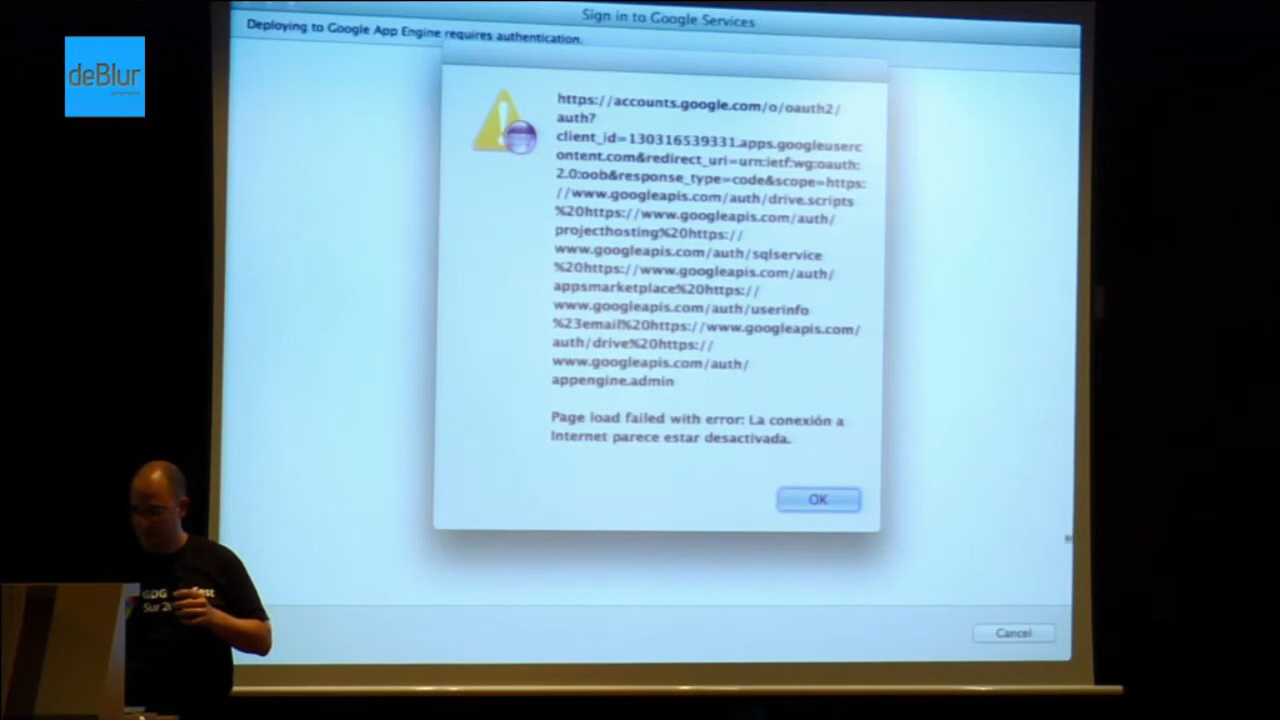 Sign in to Google Services
Deploying to Google App Engine requires authentication.
deBlur
https://accounts.google.com/o/oauth2/
auth?
client_id=130316539331.apps.googleuserc
ontent.com&redirect_uri=urn:ietf:wg:oauth:
2.0:oob&response_type=code&scope=https:
//www.googleapis.com/auth/drive.scripts
%20https://www.googleapis.com/auth/
projecthosting%20https://
www.googleapis.com/auth/sqlservice
%20https://www.googleapis.com/auth/
appsmarketplace%20https://
www.googleapis.com/auth/userinfo
%23email%20https://www.googleapis.com/
auth/drive%20https://
www.googleapis.com/auth/
appengine.admin
Page load failed with error: La conexión a
Internet parece estar desactivada.
OK
GDG
Sur
Cancel